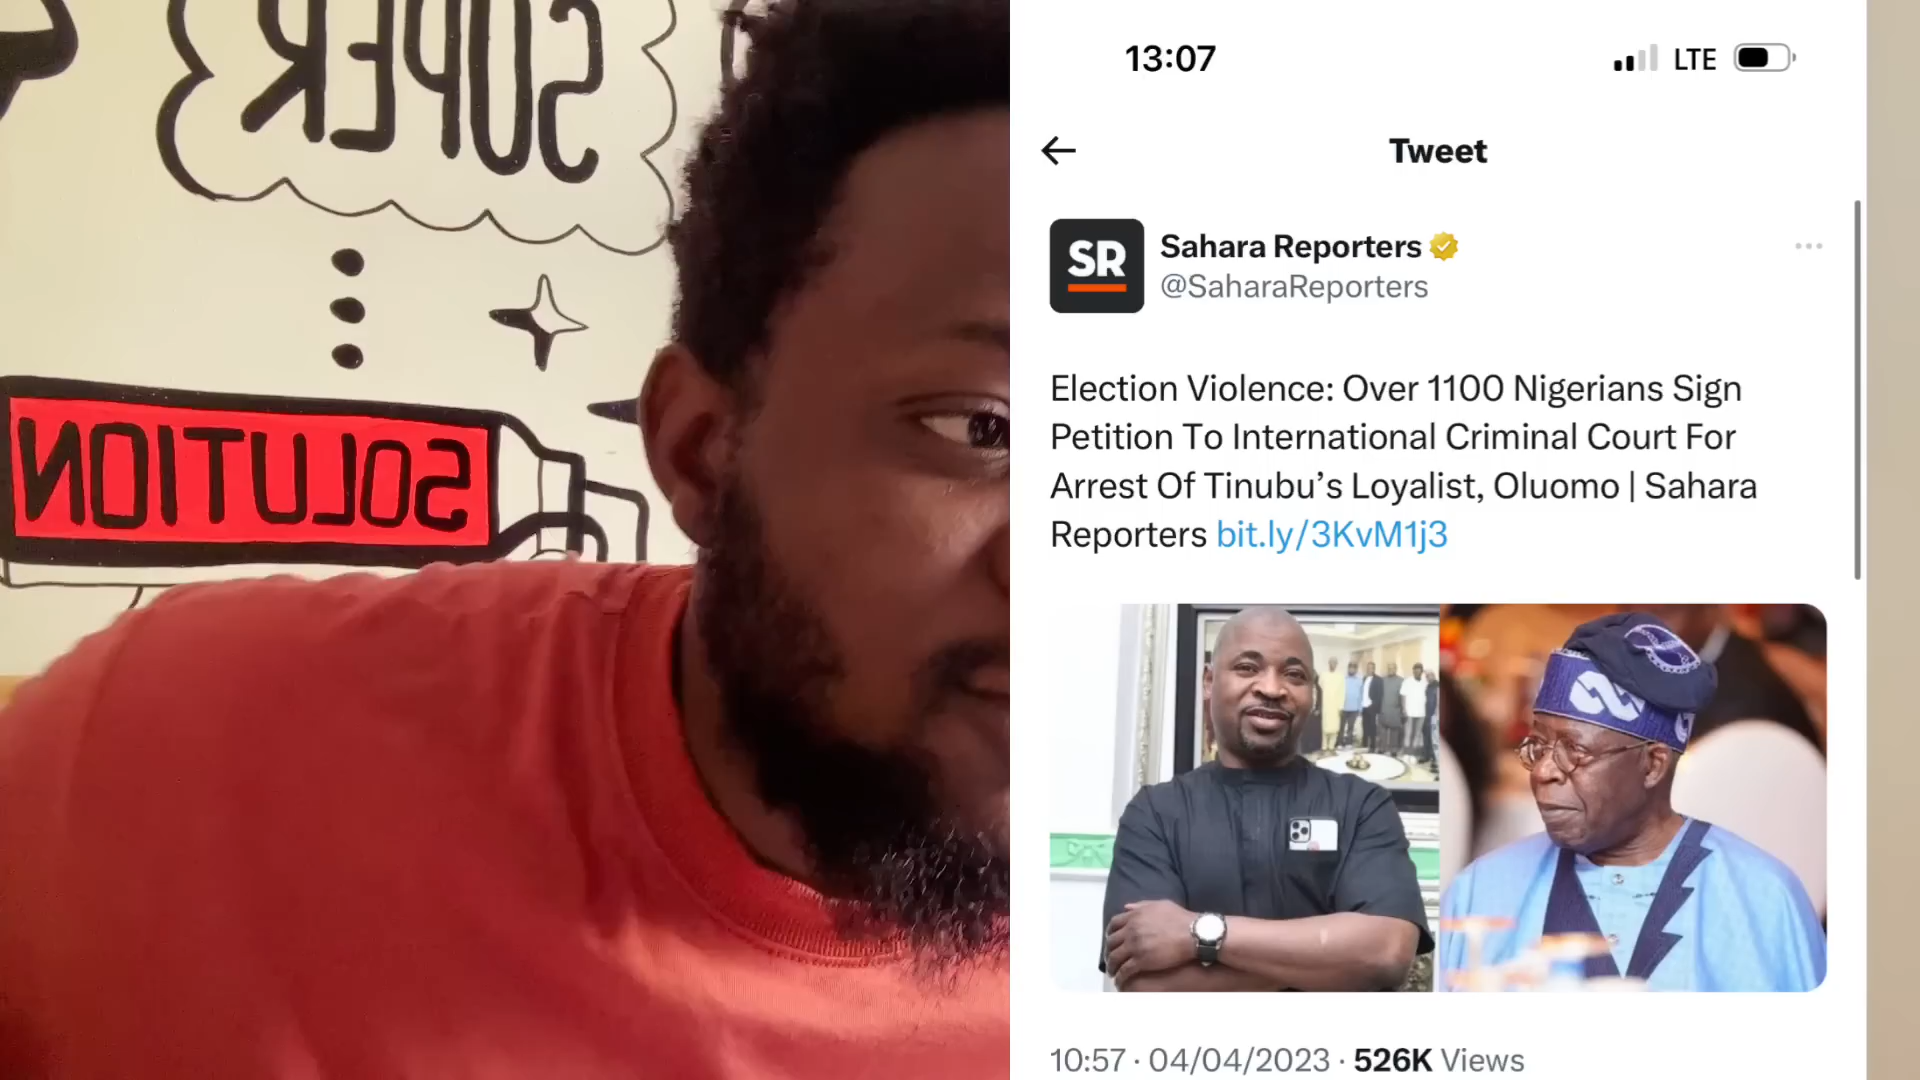 SUPER
SOLUTION
13:07
LTE
Tweet
SR
Sahara Reporters
@SaharaReporters
Election Violence: Over 1100 Nigerians Sign
Petition To International Criminal Court For
Arrest Of Tinubu’s Loyalist, Oluomo | Sahara
Reporters bit.ly/3KvM1j3
10:57 · 04/04/2023 · 526K Views